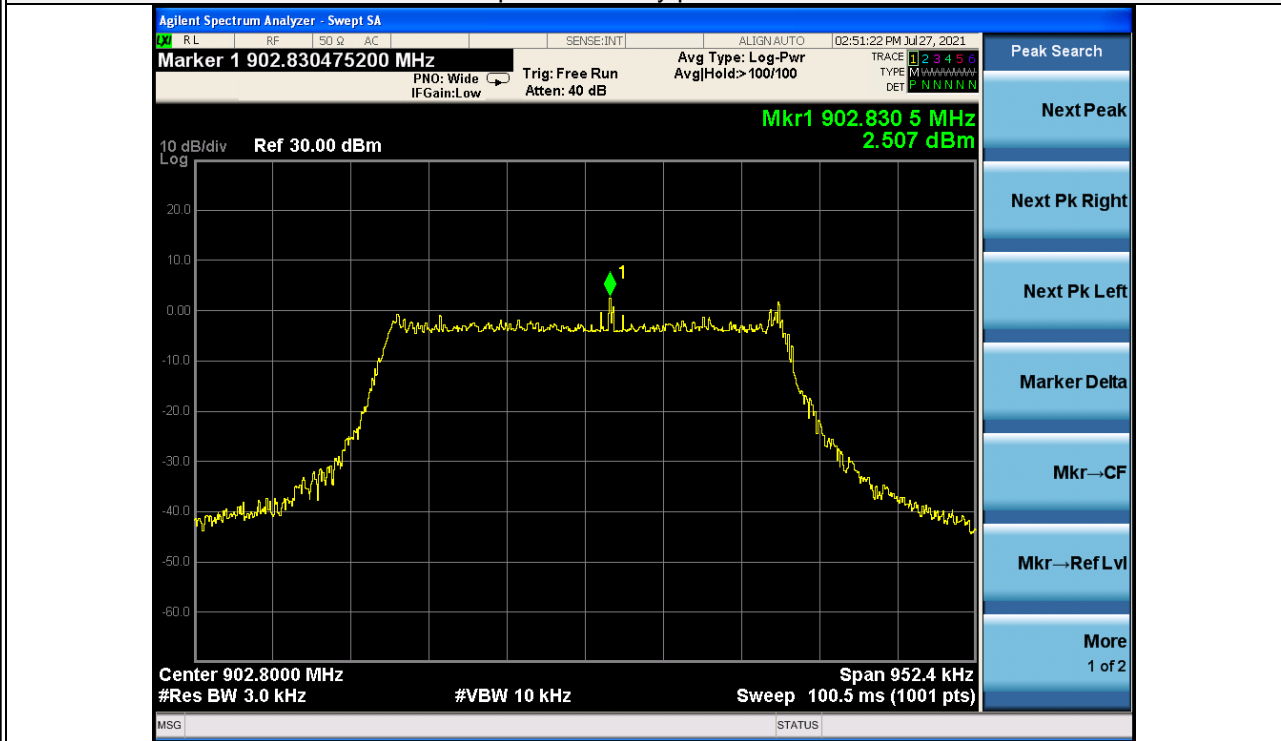 Agilent Spectrum Analyzer - Swept SA
LXI RL RF 50 Ω AC SENSE:INT ALIGN AUTO 02:51:22 PM Jul 27, 2021
Marker 1 902.830475200 MHz
PNO: Wide
IFGain:Low
Trig: Free Run
Atten: 40 dB
Avg Type: Log-Pwr
Avg|Hold:>100/100
TRACE 1 2 3 4 5 6
TYPE M
DET P N N N N N
Mkr1 902.830 5 MHz
2.507 dBm
10 dB/div Ref 30.00 dBm
Log
20.0
10.0
0.00
-10.0
-20.0
-30.0
-40.0
-50.0
-60.0
1
Center 902.8000 MHz Span 952.4 kHz
#Res BW 3.0 kHz #VBW 10 kHz Sweep 100.5 ms (1001 pts)
MSG STATUS
Peak Search
Next Peak
Next Pk Right
Next Pk Left
Marker Delta
Mkr→CF
Mkr→Ref Lvl
More
1 of 2